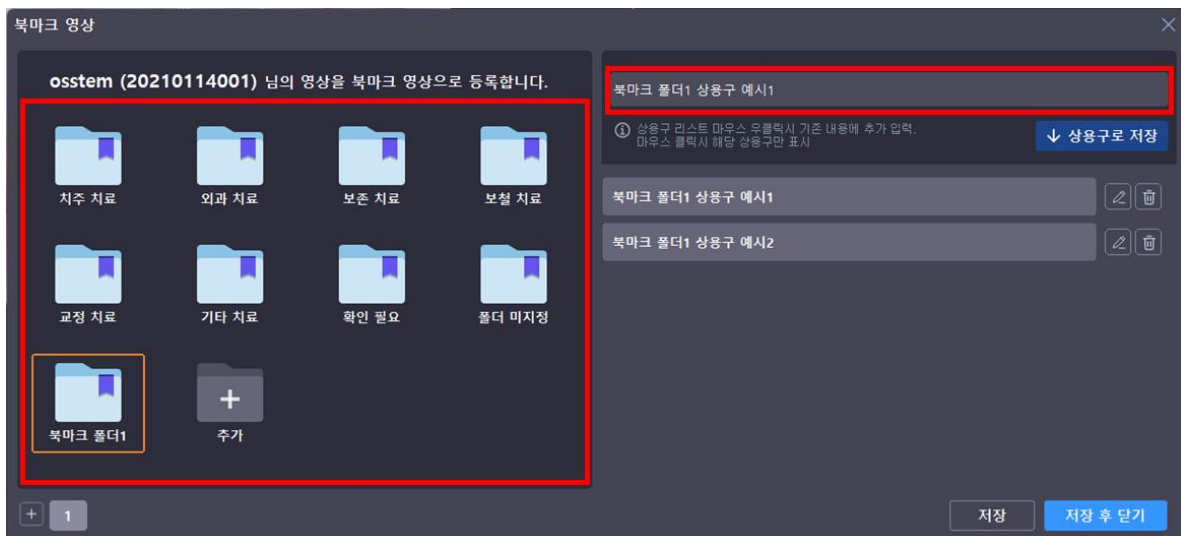 북마크 영상
osstem (20210114001) 님의 영상을 북마크 영상으로 등록합니다.
치주 치료
외과 치료
보존 치료
보철 치료
교정 치료
기타 치료
확인 필요
폴더 미지정
북마크 폴더1
추가
1
북마크 폴더1 상용구 예시1
상용구 리스트 마우스 우클릭시 기존 내용에 추가 입력.
마우스 클릭시 해당 상용구만 표시
상용구로 저장
북마크 폴더1 상용구 예시1
북마크 폴더1 상용구 예시2
저장
저장 후 닫기